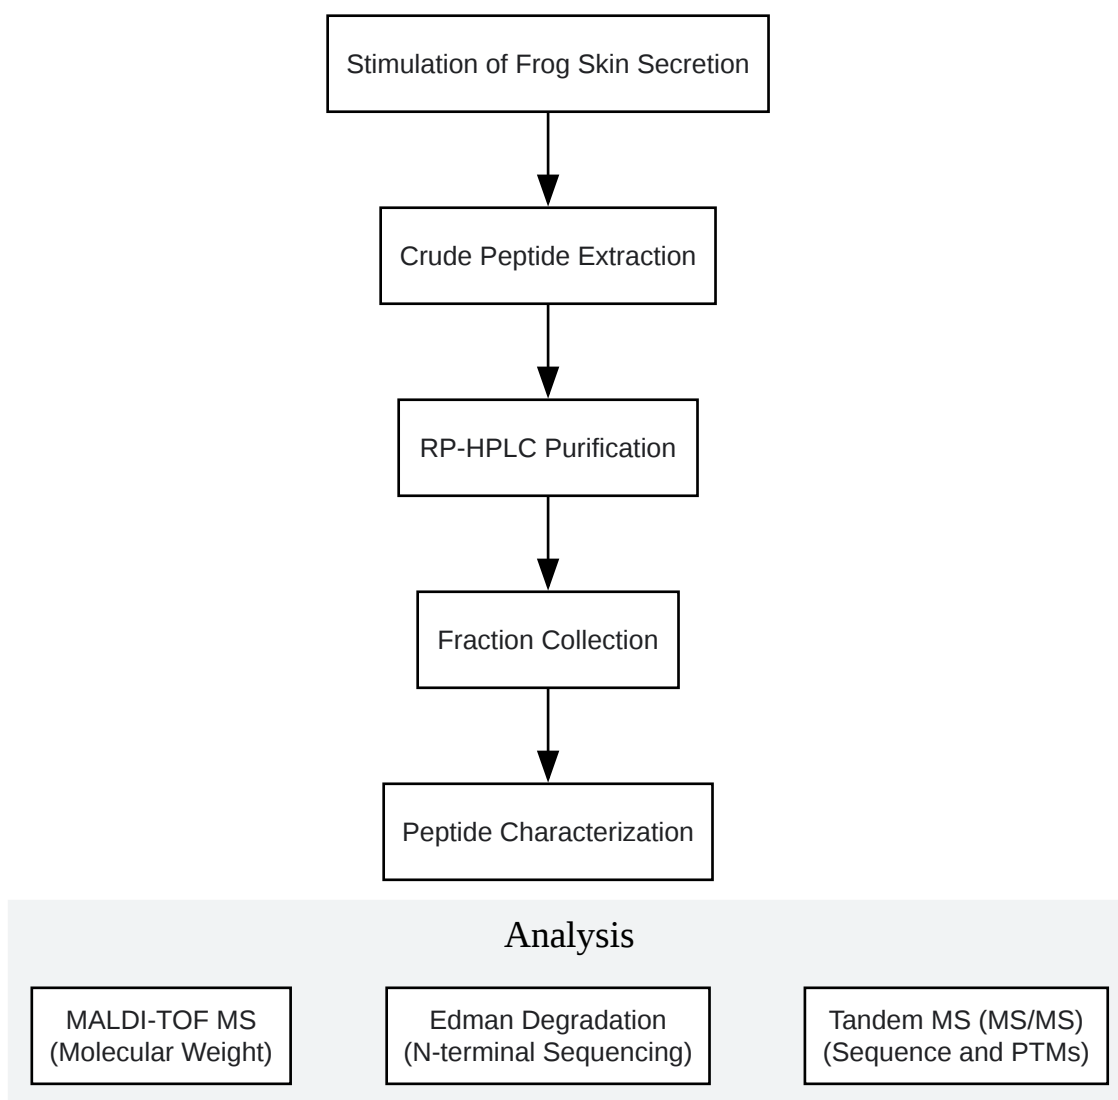 Stimulation of Frog Skin Secretion
Crude Peptide Extraction
RP-HPLC Purification
Fraction Collection
Peptide Characterization
Analysis
MALDI-TOF MS
(Molecular Weight)
Edman Degradation
(N-terminal Sequencing)
Tandem MS (MS/MS)
(Sequence and PTMs)